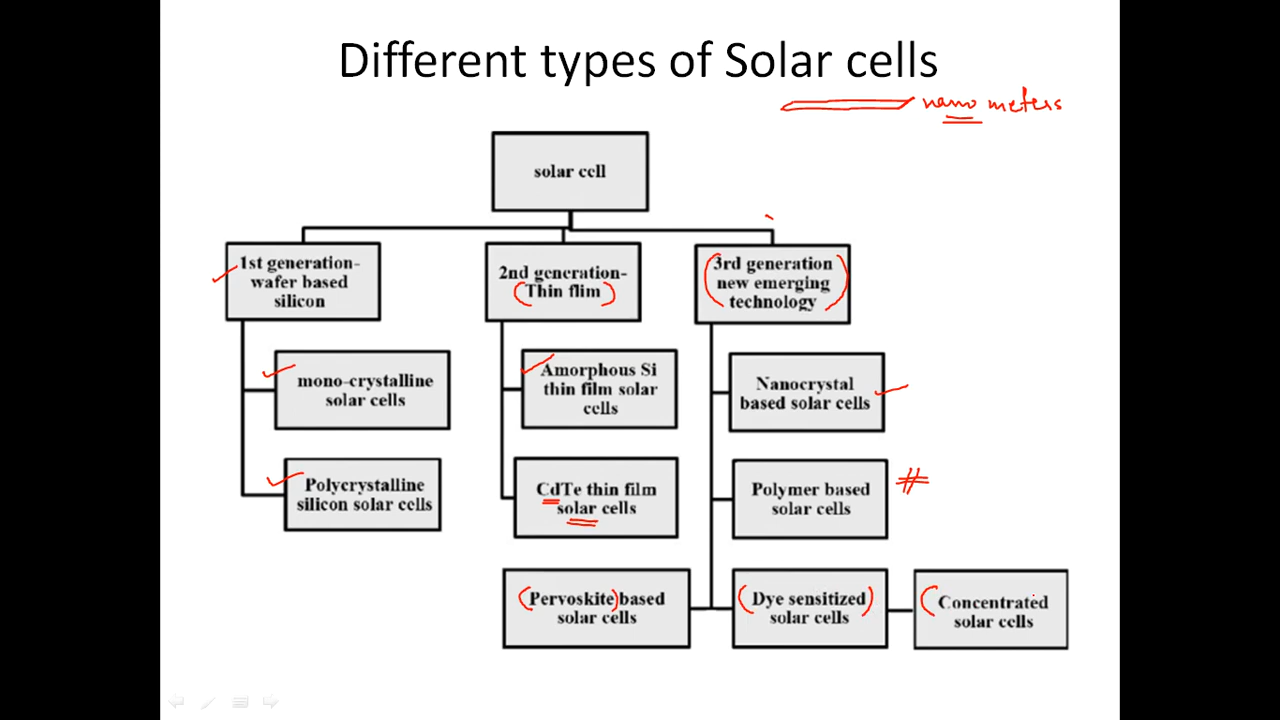 Different types of Solar cells
nano meters
solar cell
1st generation-
wafer based
silicon
2nd generation-
Thin flim
3rd generation
new emerging
technology
mono-crystalline
solar cells
Amorphous Si
thin film solar
cells
Nanocrystal
based solar cells
Polycrystalline
silicon solar cells
CdTe thin film
solar cells
Polymer based
solar cells
#
Pervoskite based
solar cells
Dye sensitized
solar cells
Concentrated
solar cells